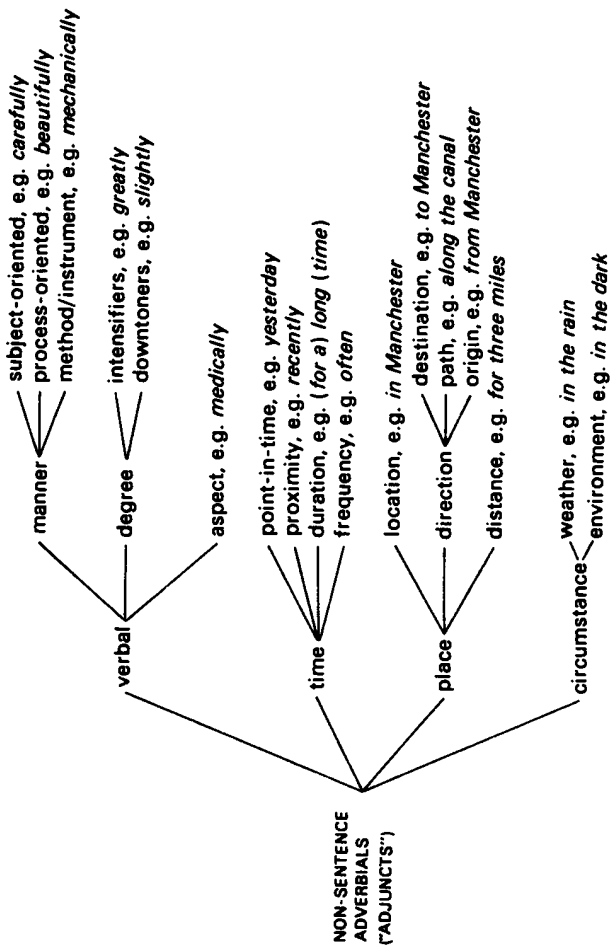 NON-SENTENCE
ADVERBIALS
("ADJUNCTS")
verbal
manner
subject-oriented, e.g. carefully
process-oriented, e.g. beautifully
method/instrument, e.g. mechanically
degree
intensifiers, e.g. greatly
downtoners, e.g. slightly
aspect, e.g. medically
time
point-in-time, e.g. yesterday
proximity, e.g. recently
duration, e.g. (for a) long (time)
frequency, e.g. often
place
location, e.g. in Manchester
direction
destination, e.g. to Manchester
path, e.g. along the canal
origin, e.g. from Manchester
distance, e.g. for three miles
circumstance
weather, e.g. in the rain
environment, e.g. in the dark